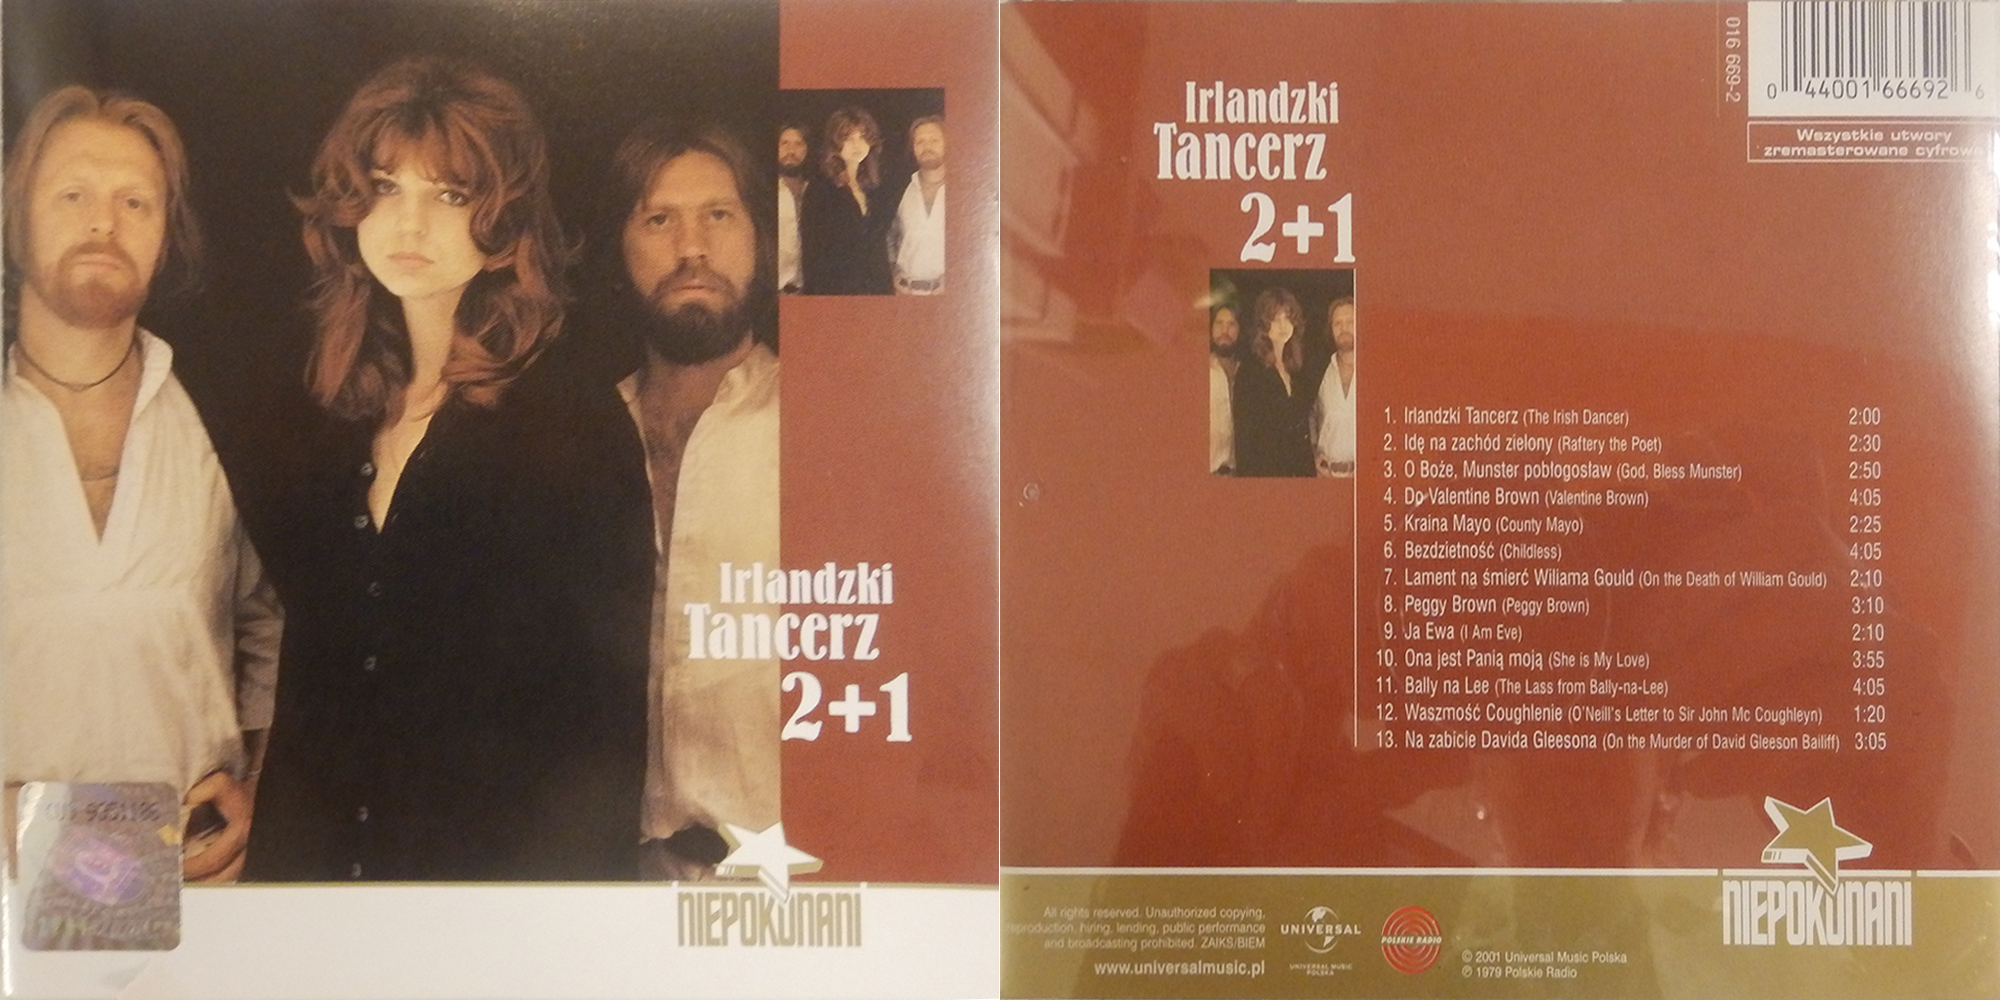 Irlandzki
Tancerz
2+1
NIEPOKONANI
016 669-2
0 44001 66692 6
Wszystkie utwory
zremasterowane cyfrowo
Irlandzki
Tancerz
2+1
1. Irlandzki Tancerz (The Irish Dancer) 2:00
2. Idę na zachód zielony (Raftery the Poet) 2:30
3. O Boże, Munster pobłogosław (God, Bless Munster) 2:50
4. Do Valentine Brown (Valentine Brown) 4:05
5. Kraina Mayo (County Mayo) 2:25
6. Bezdzietność (Childless) 4:05
7. Lament na śmierć Wiliama Gould (On the Death of William Gould) 2:10
8. Peggy Brown (Peggy Brown) 3:10
9. Ja Ewa (I Am Eve) 2:10
10. Ona jest Panią moją (She is My Love) 3:55
11. Bally na Lee (The Lass from Bally-na-Lee) 4:05
12. Waszmość Coughlenie (O'Neill's Letter to Sir John Mc Coughleyn) 1:20
13. Na zabicie Davida Gleesona (On the Murder of David Gleeson Bailiff) 3:05
NIEPOKONANI
All rights reserved. Unauthorized copying,
reproduction, hiring, lending, public performance
and broadcasting prohibited. ZAIKS/BIEM
www.universalmusic.pl
UNIVERSAL
UNIVERSAL MUSIC
POLSKA
POLSKIE RADIO
© 2001 Universal Music Polska
℗ 1979 Polskie Radio